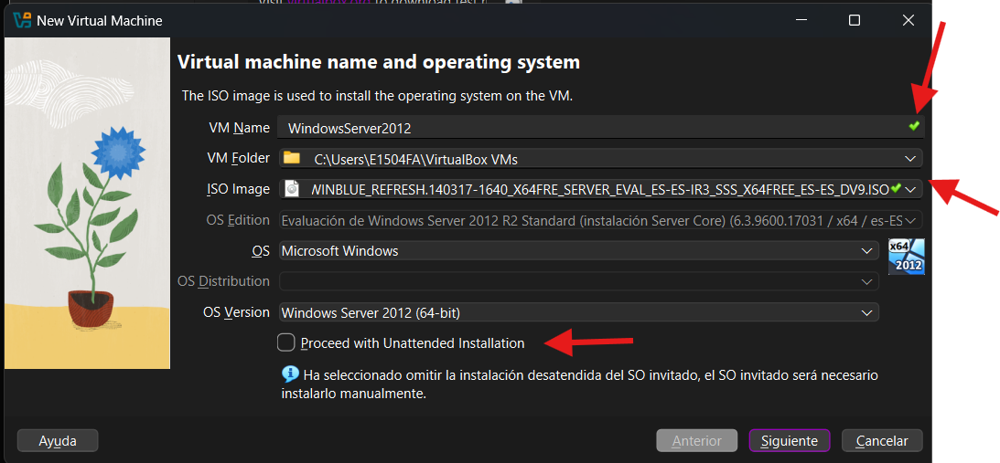 visit virtualbox.org to download test
New Virtual Machine
Virtual machine name and operating system
The ISO image is used to install the operating system on the VM.
VM Name WindowsServer2012
VM Folder C:\Users\E1504FA\VirtualBox VMs
ISO Image WINBLUE_REFRESH.140317-1640_X64FRE_SERVER_EVAL_ES-ES-IR3_SSS_X64FREE_ES-ES_DV9.ISO
OS Edition Evaluación de Windows Server 2012 R2 Standard (instalación Server Core) (6.3.9600.17031 / x64 / es-ES
OS Microsoft Windows
x64
2012
OS Distribution
OS Version Windows Server 2012 (64-bit)
Proceed with Unattended Installation
Ha seleccionado omitir la instalación desatendida del SO invitado, el SO invitado será necesario
instalarlo manualmente.
Ayuda Anterior Siguiente Cancelar